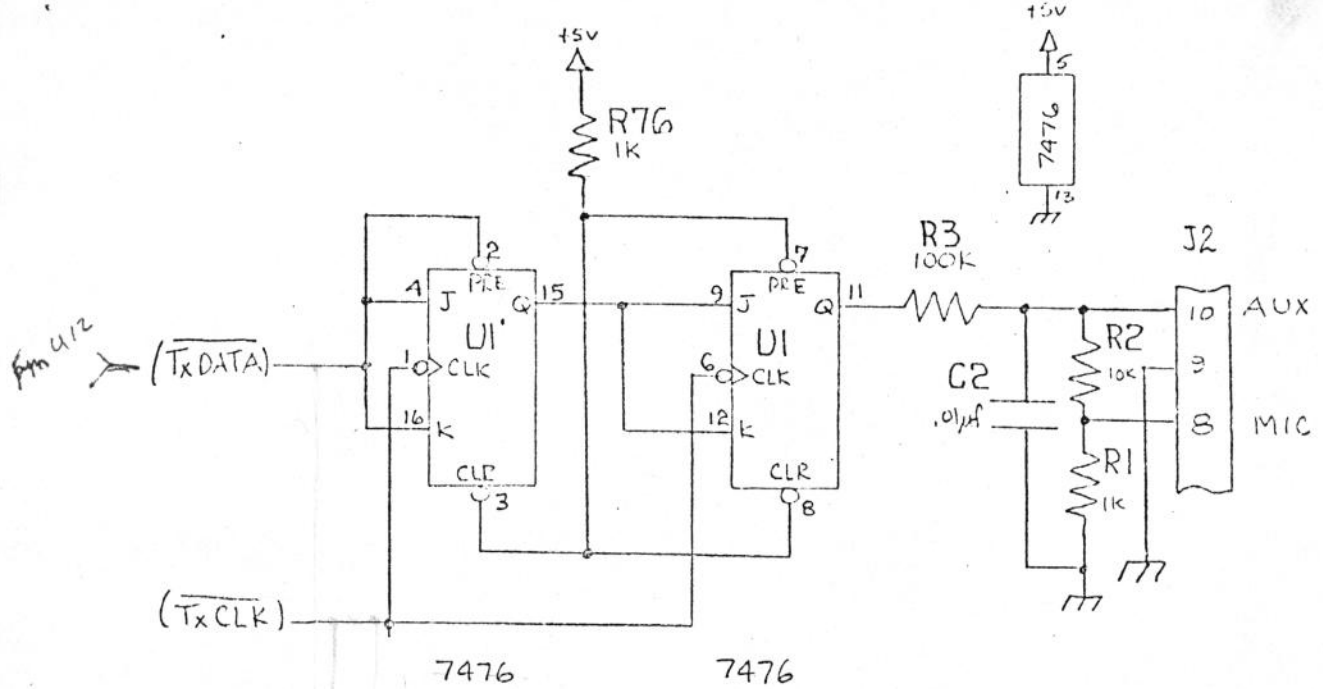 +5V
+5V
5
7476
13
R76
1K
2
PRE
4
J
Q
15
U1
1
CLK
16
K
CLR
3
7
PRE
9
J
Q
11
U1
6
CLK
12
K
CLR
8
R3
100K
C2
.01µf
R2
10K
R1
1K
J2
10
AUX
9
8
MIC
U12
(TxDATA)
(TxCLK)
7476
7476